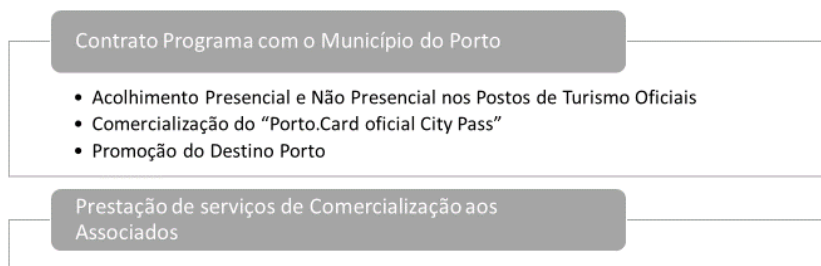 Contrato Programa com o Município do Porto
• Acolhimento Presencial e Não Presencial nos Postos de Turismo Oficiais
• Comercialização do “Porto.Card oficial City Pass”
• Promoção do Destino Porto
Prestação de serviços de Comercialização aos
Associados